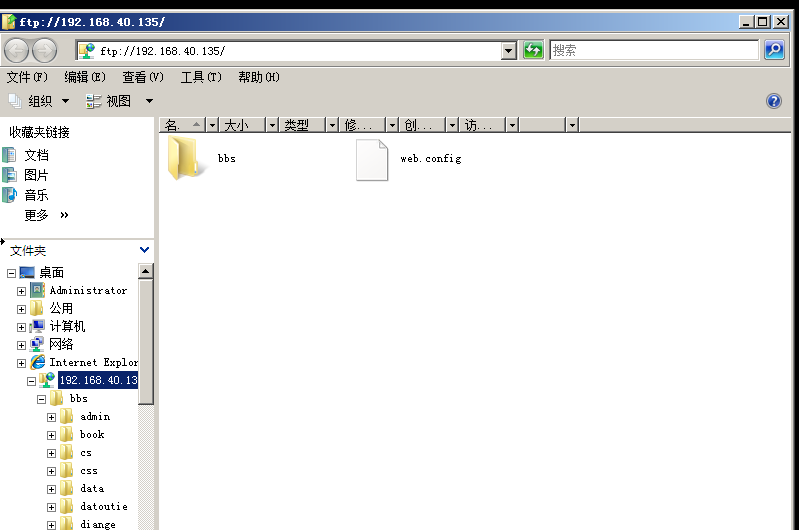 ftp://192.168.40.135/
ftp://192.168.40.135/
搜索
文件(F) 编辑(E) 查看(V) 工具(T) 帮助(H)
组织 视图
收藏夹链接
文档
图片
音乐
更多 »
文件夹
桌面
Administrator
公用
计算机
网络
Internet Explor
192.168.40.13
bbs
admin
book
cs
css
data
datoutie
diange
名. 大小 类型 修... 创... 访...
bbs
web.config